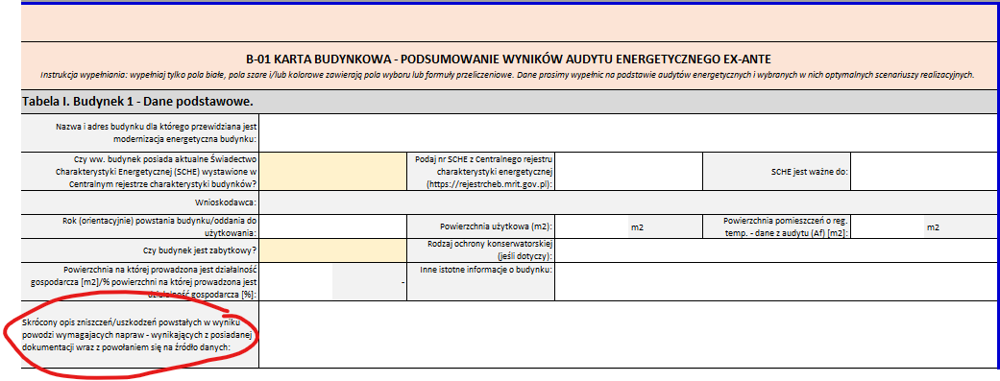 B-01 KARTA BUDYNKOWA - PODSUMOWANIE WYNIKÓW AUDYTU ENERGETYCZNEGO EX-ANTE
Instrukcja wypełniania: wypełniaj tylko pola białe, pola szare i/lub kolorowe zawierają pola wyboru lub formuły przeliczeniowe. Dane prosimy wypełnic na podstawie audytów energetycznych i wybranych w nich optymalnych scenariuszy realizacyjnych.
Tabela I. Budynek 1 - Dane podstawowe.
Nazwa i adres budynku dla którego przewidziana jest
modernizacja energetyczna budynku:
Czy ww. budynek posiada aktualne Świadectwo
Charakterystyki Energetycznej (SCHE) wystawione w
Centralnym rejestrze charakterystyki budynków?
Podaj nr SCHE z Centralnego rejestru
charakterystyki energetycznej
(https://rejestrcheb.mrit.gov.pl):
SCHE jest ważne do:
Wnioskodawca:
Rok (orientacyjnie) powstania budynku/oddania do
użytkowania:
Powierzchnia użytkowa (m2):
m2
Powierzchnia pomieszczeń o reg.
temp. - dane z audytu (Af) [m2]:
m2
Czy budynek jest zabytkowy?
Rodzaj ochrony konserwatorskiej
(jeśli dotyczy):
Powierzchnia na której prowadzona jest działalność
gospodarcza [m2]/% powierzchni na której prowadzona jest
działalność gospodarcza [%]:
-
Inne istotne informacje o budynku:
Skrócony opis zniszczeń/uszkodzeń powstałych w wyniku
powodzi wymagajacych napraw - wynikających z posiadanej
dokumentacji wraz z powołaniem się na źródło danych: